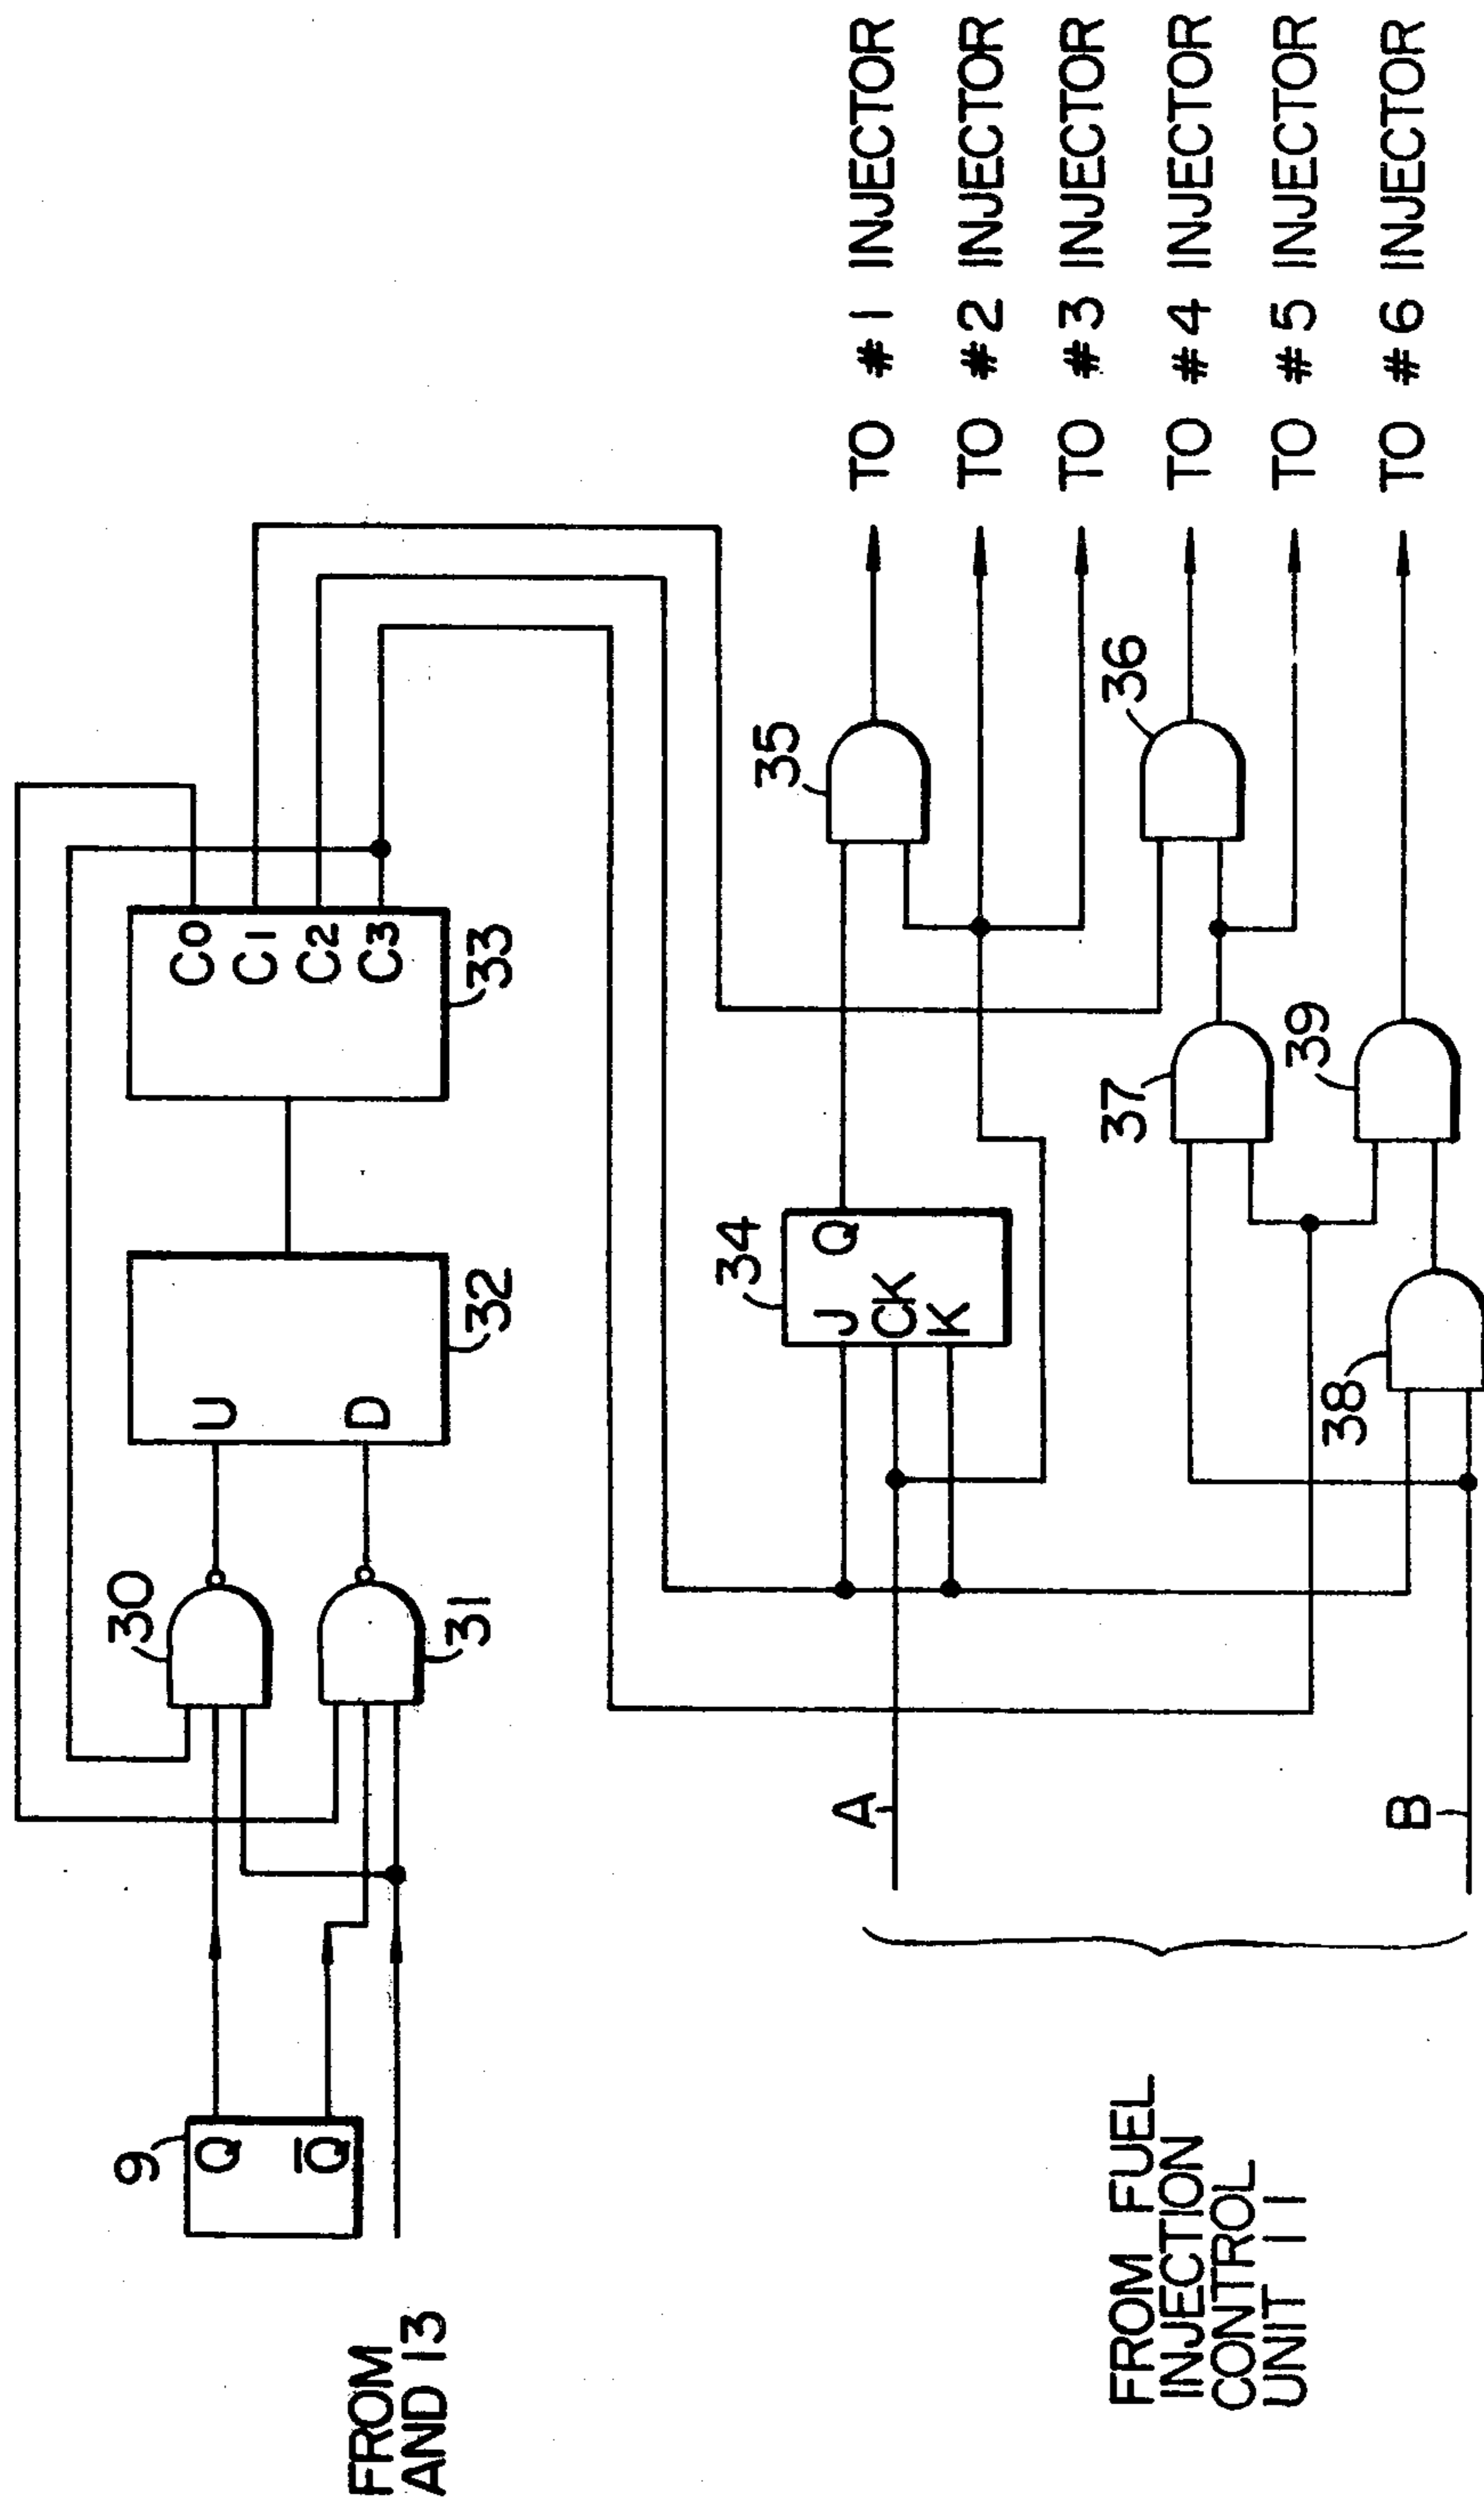 FROM
AND 13
9
Q
Q̅
30
31
U
D
32
C0
C1
C2
C3
33
FROM FUEL
INJECTION
CONTROL
UNIT 11
A
B
34
J
Q
CK
K
35
36
37
38
39
TO #1 INJECTOR
TO #2 INJECTOR
TO #3 INJECTOR
TO #4 INJECTOR
TO #5 INJECTOR
TO #6 INJECTOR